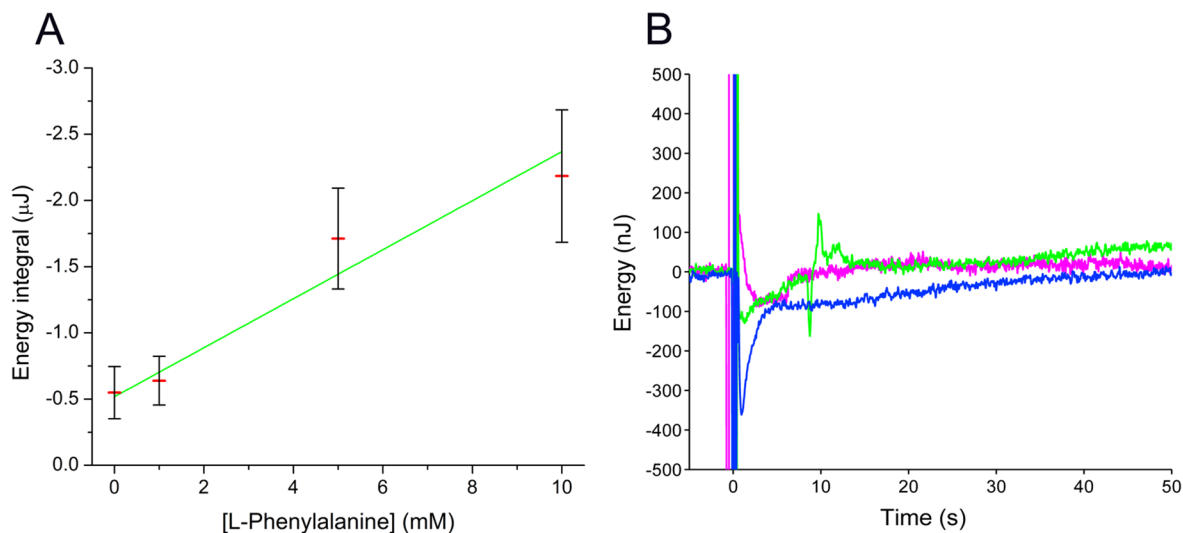 A
-3.0
-2.5
-2.0
-1.5
-1.0
-0.5
0.0
0 2 4 6 8 10
Energy integral (μJ)
[L-Phenylalanine] (mM)
B
500
400
300
200
100
0
-100
-200
-300
-400
-500
0 10 20 30 40 50
Energy (nJ)
Time (s)